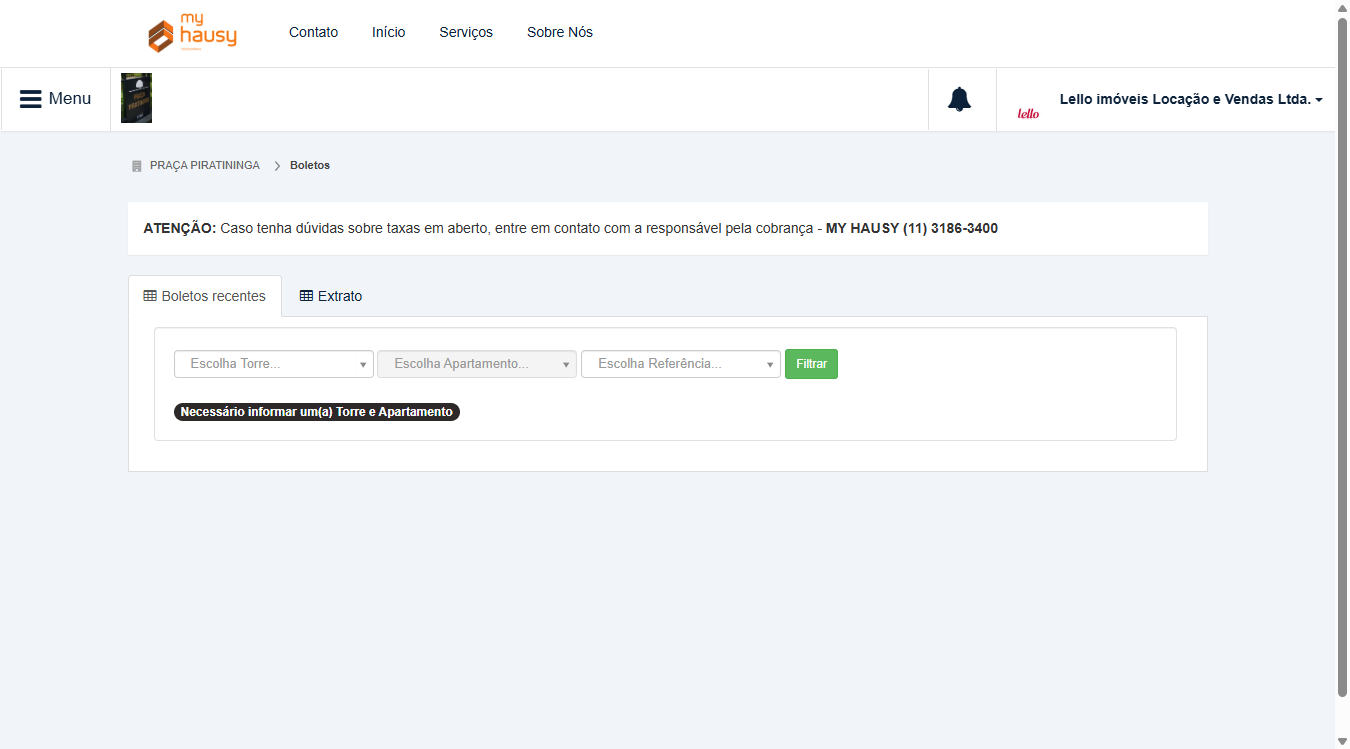 my
hausy
Contato
Início
Serviços
Sobre Nós
Menu
lello
Lello imóveis Locação e Vendas Ltda.
PRAÇA PIRATININGA
Boletos
ATENÇÃO: Caso tenha dúvidas sobre taxas em aberto, entre em contato com a responsável pela cobrança - MY HAUSY (11) 3186-3400
Boletos recentes
Extrato
Escolha Torre...
Escolha Apartamento...
Escolha Referência...
Filtrar
Necessário informar um(a) Torre e Apartamento